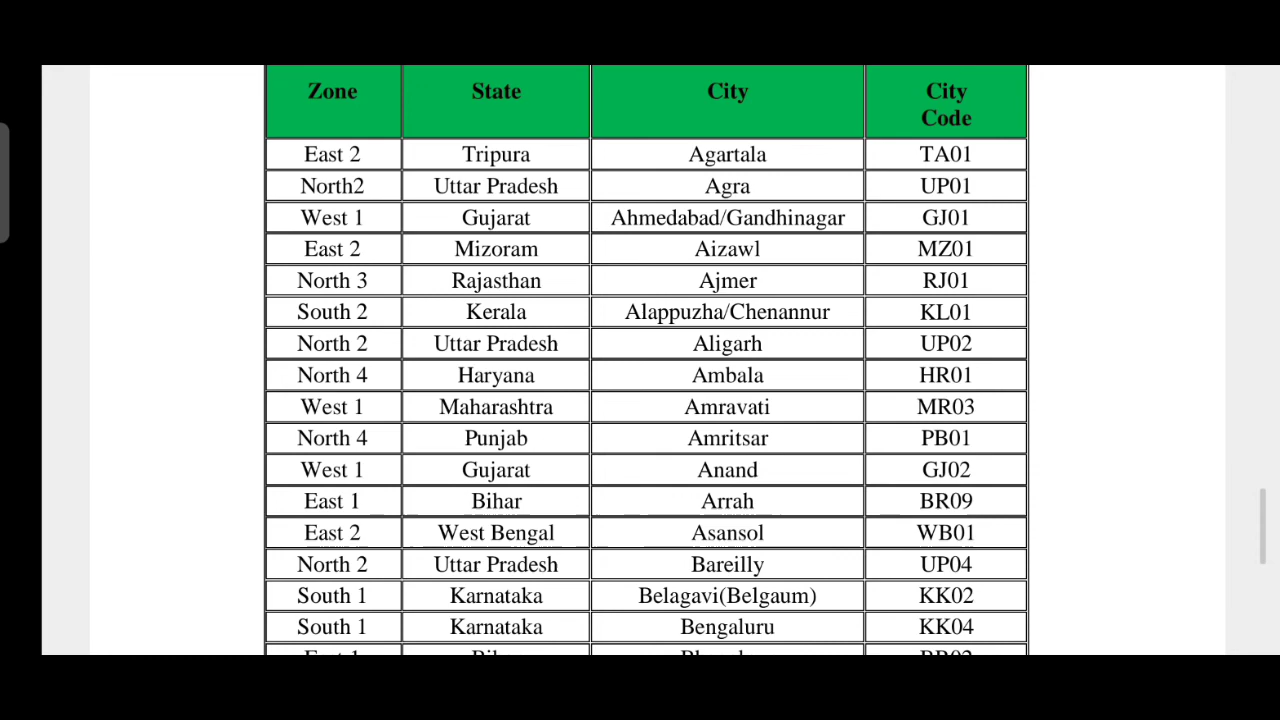 Zone State City City Code
East 2 Tripura Agartala TA01
North2 Uttar Pradesh Agra UP01
West 1 Gujarat Ahmedabad/Gandhinagar GJ01
East 2 Mizoram Aizawl MZ01
North 3 Rajasthan Ajmer RJ01
South 2 Kerala Alappuzha/Chenannur KL01
North 2 Uttar Pradesh Aligarh UP02
North 4 Haryana Ambala HR01
West 1 Maharashtra Amravati MR03
North 4 Punjab Amritsar PB01
West 1 Gujarat Anand GJ02
East 1 Bihar Arrah BR09
East 2 West Bengal Asansol WB01
North 2 Uttar Pradesh Bareilly UP04
South 1 Karnataka Belagavi(Belgaum) KK02
South 1 Karnataka Bengaluru KK04